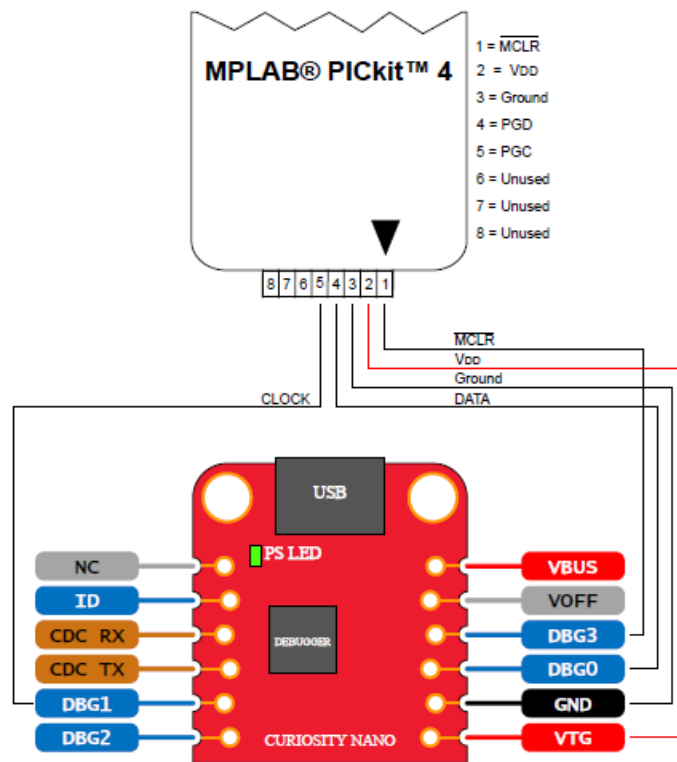 MPLAB® PICkit™ 4
1 = MCLR
2 = VDD
3 = Ground
4 = PGD
5 = PGC
6 = Unused
7 = Unused
8 = Unused
8 7 6 5 4 3 2 1
MCLR
VDD
Ground
CLOCK DATA
USB
PS LED
NC VBUS
ID VOFF
CDC RX DEBUGGER DBG3
CDC TX DBG0
DBG1 GND
DBG2 CURIOSITY NANO VTG